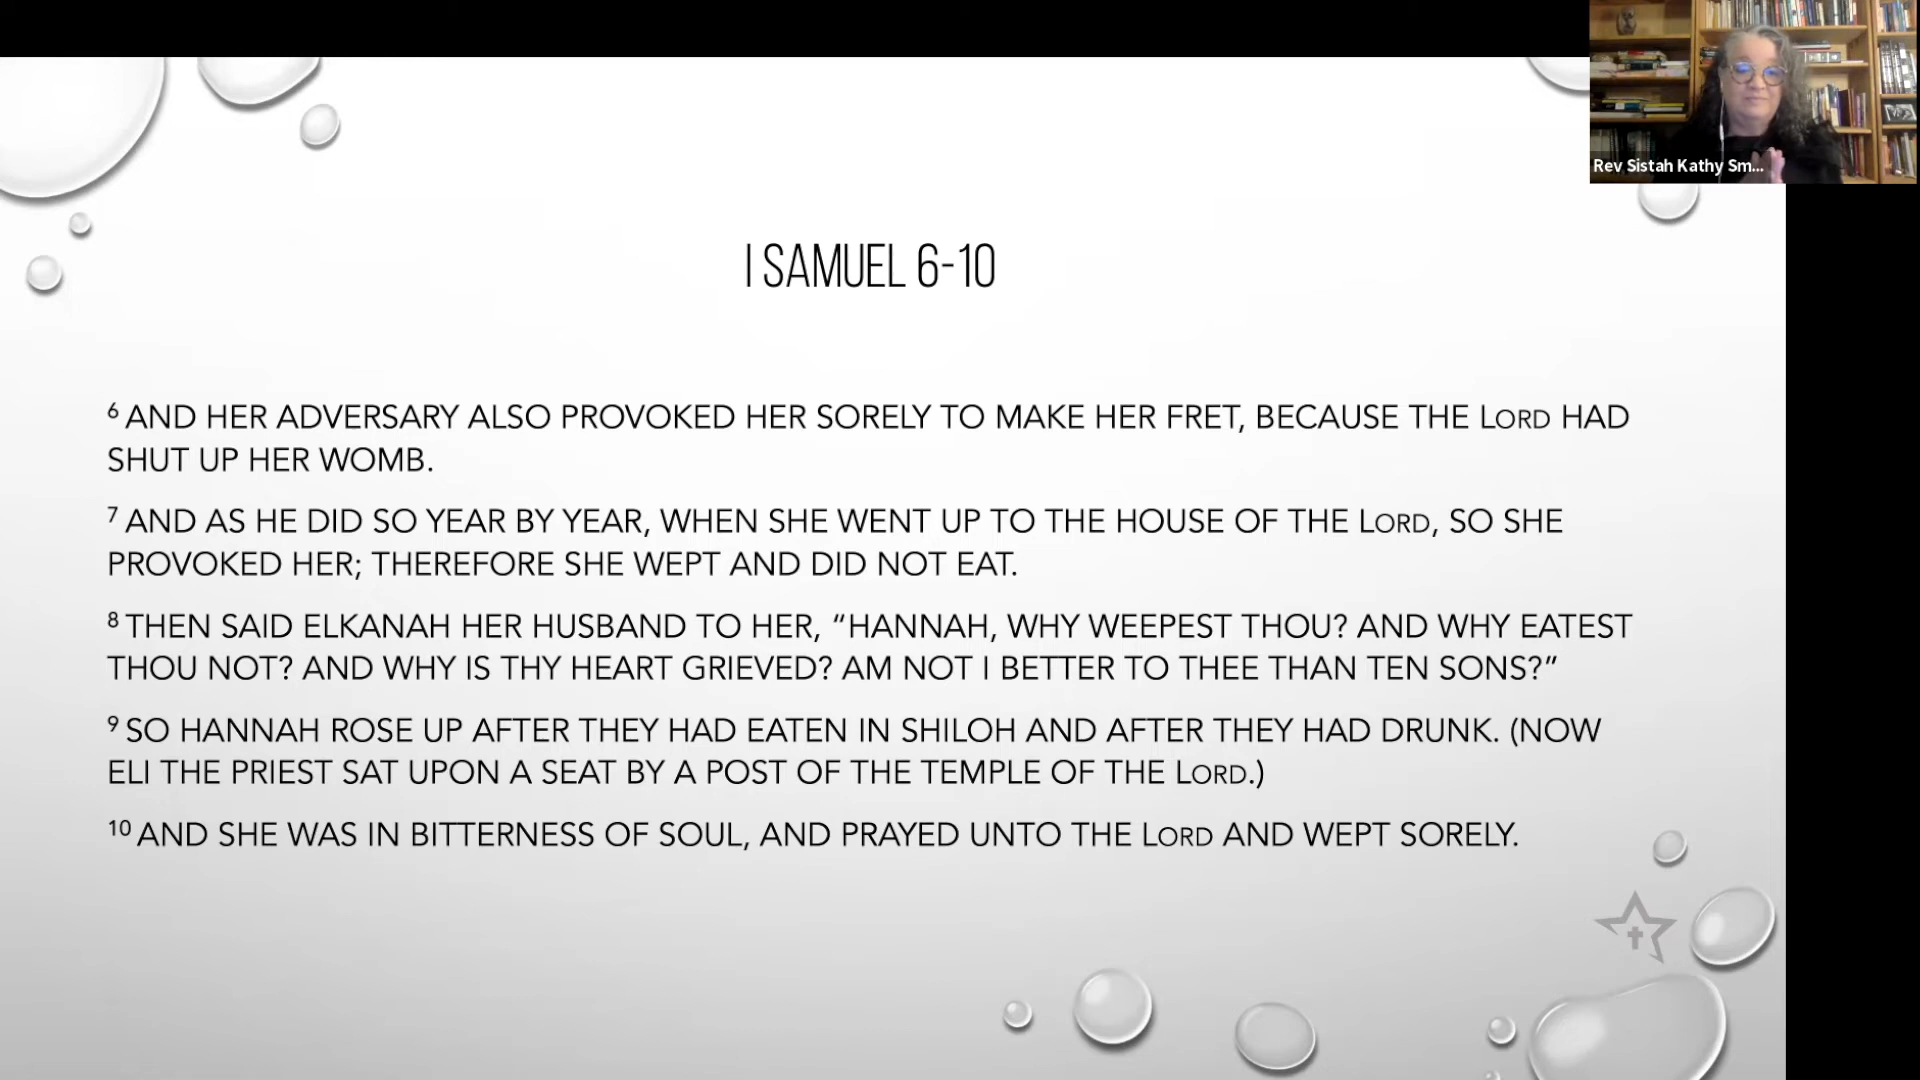 Rev Sistah Kathy Sm...
I SAMUEL 6-10
6 AND HER ADVERSARY ALSO PROVOKED HER SORELY TO MAKE HER FRET, BECAUSE THE LORD HAD
SHUT UP HER WOMB.
7 AND AS HE DID SO YEAR BY YEAR, WHEN SHE WENT UP TO THE HOUSE OF THE LORD, SO SHE
PROVOKED HER; THEREFORE SHE WEPT AND DID NOT EAT.
8 THEN SAID ELKANAH HER HUSBAND TO HER, “HANNAH, WHY WEEPEST THOU? AND WHY EATEST
THOU NOT? AND WHY IS THY HEART GRIEVED? AM NOT I BETTER TO THEE THAN TEN SONS?”
9 SO HANNAH ROSE UP AFTER THEY HAD EATEN IN SHILOH AND AFTER THEY HAD DRUNK. (NOW
ELI THE PRIEST SAT UPON A SEAT BY A POST OF THE TEMPLE OF THE LORD.)
10 AND SHE WAS IN BITTERNESS OF SOUL, AND PRAYED UNTO THE LORD AND WEPT SORELY.